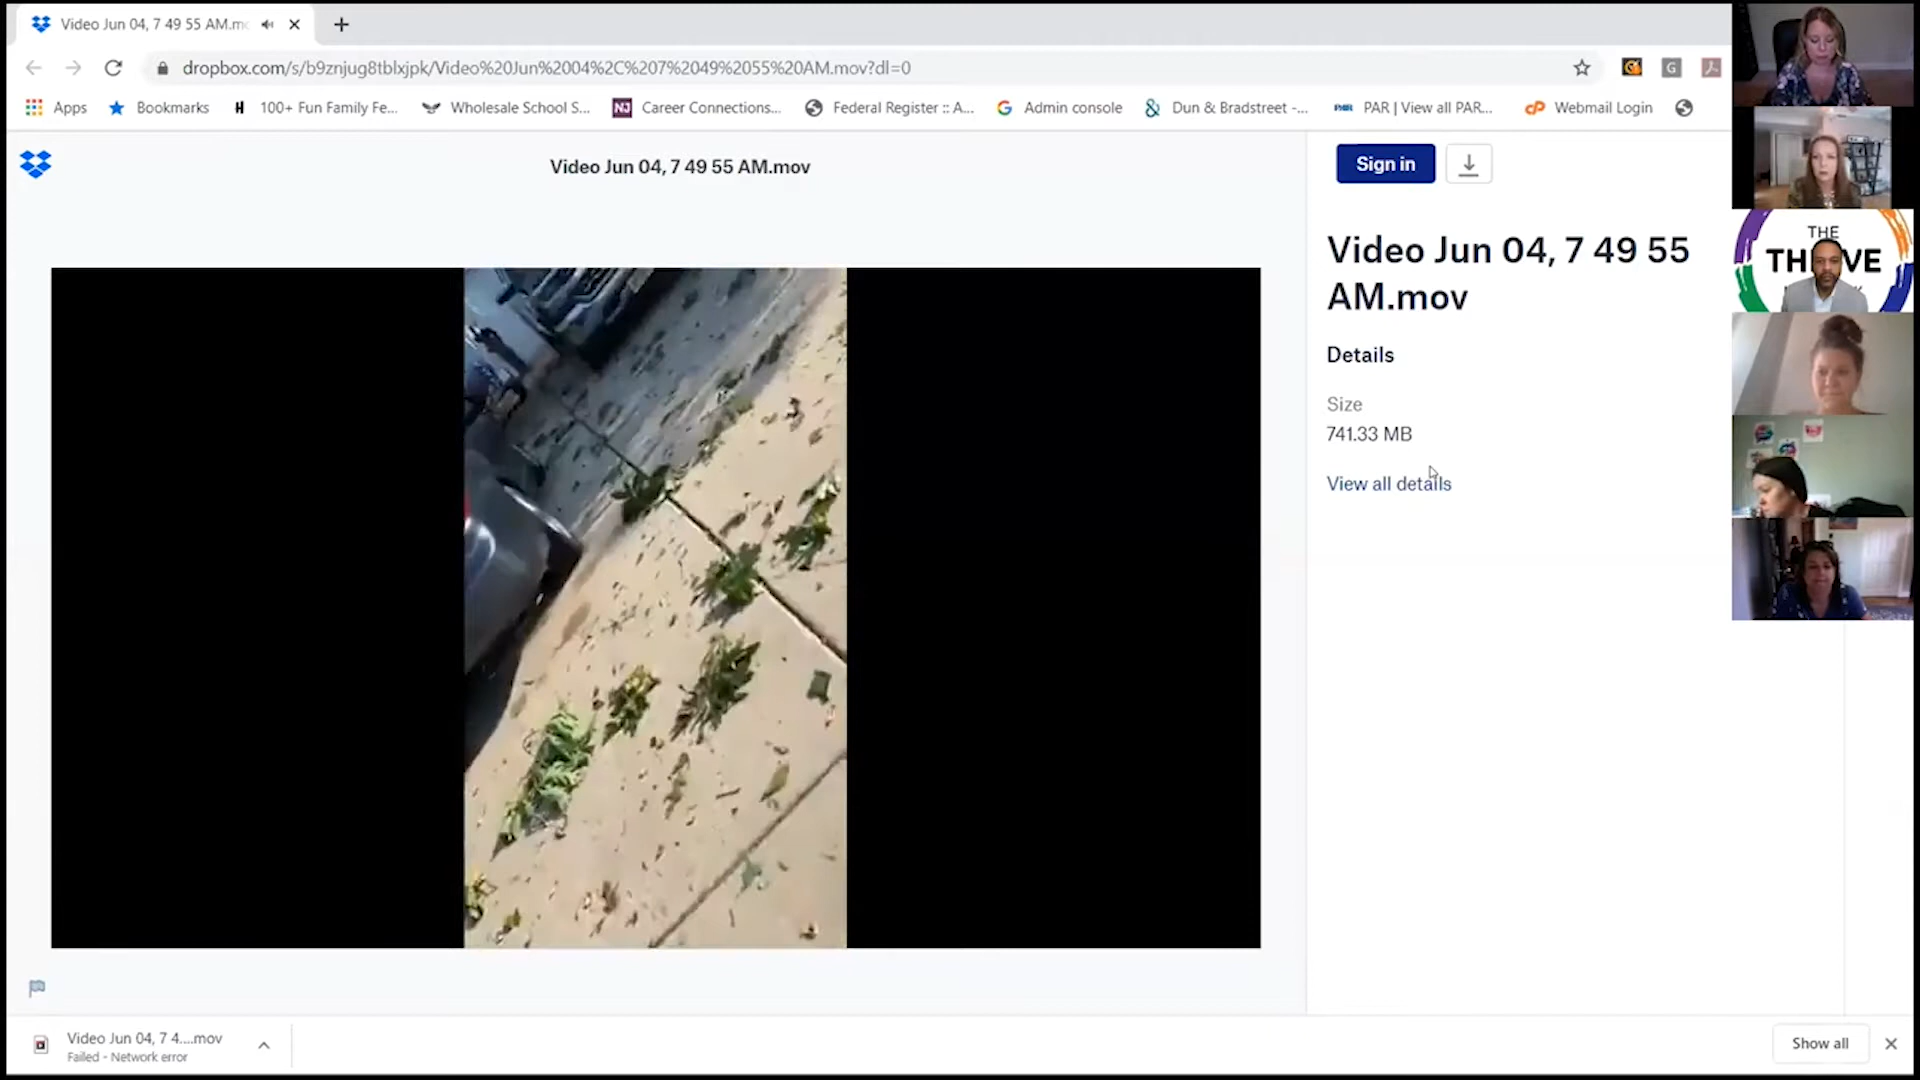 Video Jun 04, 7 49 55 AM.m
dropbox.com/s/b9znjug8tblxjpk/Video%20Jun%2004%2C%207%2049%2055%20AM.mov?dl=0
G
Apps
Bookmarks
H 100+ Fun Family Fe...
Wholesale School S...
NJ Career Connections...
Federal Register :: A...
G Admin console
Dun & Bradstreet -...
PAR PAR | View all PAR...
cP Webmail Login
Video Jun 04, 7 49 55 AM.mov
Sign in
Video Jun 04, 7 49 55
AM.mov
Details
Size
741.33 MB
View all details
THE
TH VE
Video Jun 04, 7 4....mov
Failed - Network error
Show all